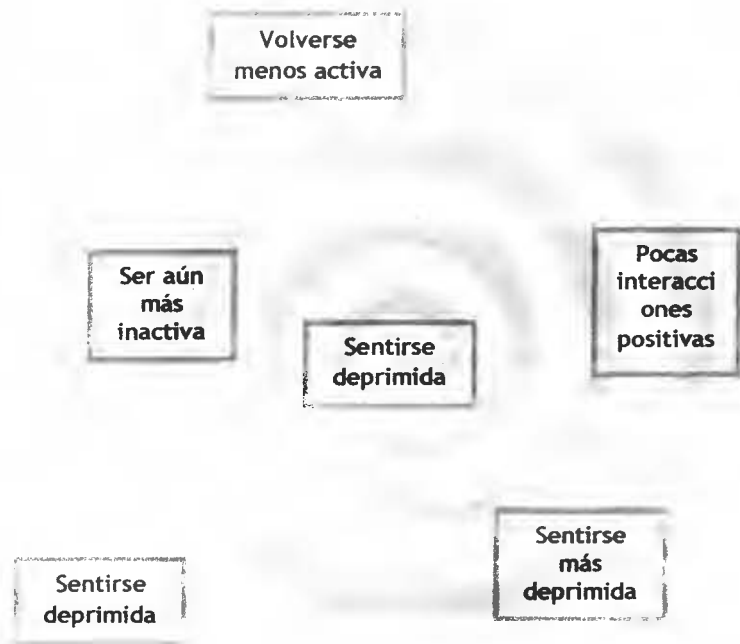 Volverse
menos activa
Ser aún
más
inactiva
Sentirse
deprimida
Pocas
interacci
ones
positivas
Sentirse
más
deprimida
Sentirse
deprimida